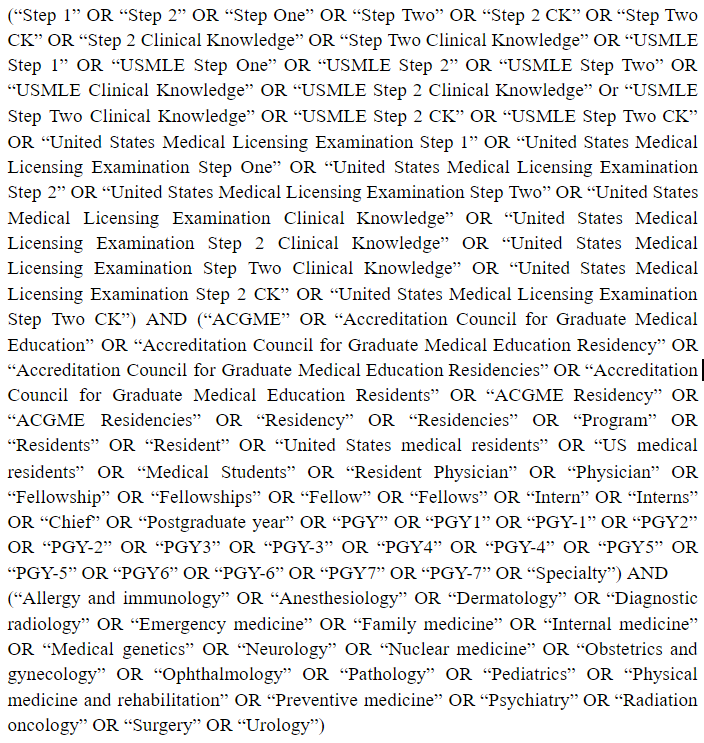 (“Step 1” OR “Step 2” OR “Step One” OR “Step Two” OR “Step 2 CK” OR “Step Two
CK” OR “Step 2 Clinical Knowledge” OR “Step Two Clinical Knowledge” OR “USMLE
Step 1” OR “USMLE Step One” OR “USMLE Step 2” OR “USMLE Step Two” OR
“USMLE Clinical Knowledge” OR “USMLE Step 2 Clinical Knowledge” Or “USMLE
Step Two Clinical Knowledge” OR “USMLE Step 2 CK” OR “USMLE Step Two CK”
OR “United States Medical Licensing Examination Step 1” OR “United States Medical
Licensing Examination Step One” OR “United States Medical Licensing Examination
Step 2” OR “United States Medical Licensing Examination Step Two” OR “United States
Medical Licensing Examination Clinical Knowledge” OR “United States Medical
Licensing Examination Step 2 Clinical Knowledge” OR “United States Medical
Licensing Examination Step Two Clinical Knowledge” OR “United States Medical
Licensing Examination Step 2 CK” OR “United States Medical Licensing Examination
Step Two CK”) AND (“ACGME” OR “Accreditation Council for Graduate Medical
Education” OR “Accreditation Council for Graduate Medical Education Residency” OR
“Accreditation Council for Graduate Medical Education Residencies” OR “Accreditation
Council for Graduate Medical Education Residents” OR “ACGME Residency” OR
“ACGME Residencies” OR “Residency” OR “Residencies” OR “Program” OR
“Residents” OR “Resident” OR “United States medical residents” OR “US medical
residents” OR “Medical Students” OR “Resident Physician” OR “Physician” OR
“Fellowship” OR “Fellowships” OR “Fellow” OR “Fellows” OR “Intern” OR “Interns”
OR “Chief” OR “Postgraduate year” OR “PGY” OR “PGY1” OR “PGY-1” OR “PGY2”
OR “PGY-2” OR “PGY3” OR “PGY-3” OR “PGY4” OR “PGY-4” OR “PGY5” OR
“PGY-5” OR “PGY6” OR “PGY-6” OR “PGY7” OR “PGY-7” OR “Specialty”) AND
(“Allergy and immunology” OR “Anesthesiology” OR “Dermatology” OR “Diagnostic
radiology” OR “Emergency medicine” OR “Family medicine” OR “Internal medicine”
OR “Medical genetics” OR “Neurology” OR “Nuclear medicine” OR “Obstetrics and
gynecology” OR “Ophthalmology” OR “Pathology” OR “Pediatrics” OR “Physical
medicine and rehabilitation” OR “Preventive medicine” OR “Psychiatry” OR “Radiation
oncology” OR “Surgery” OR “Urology”)